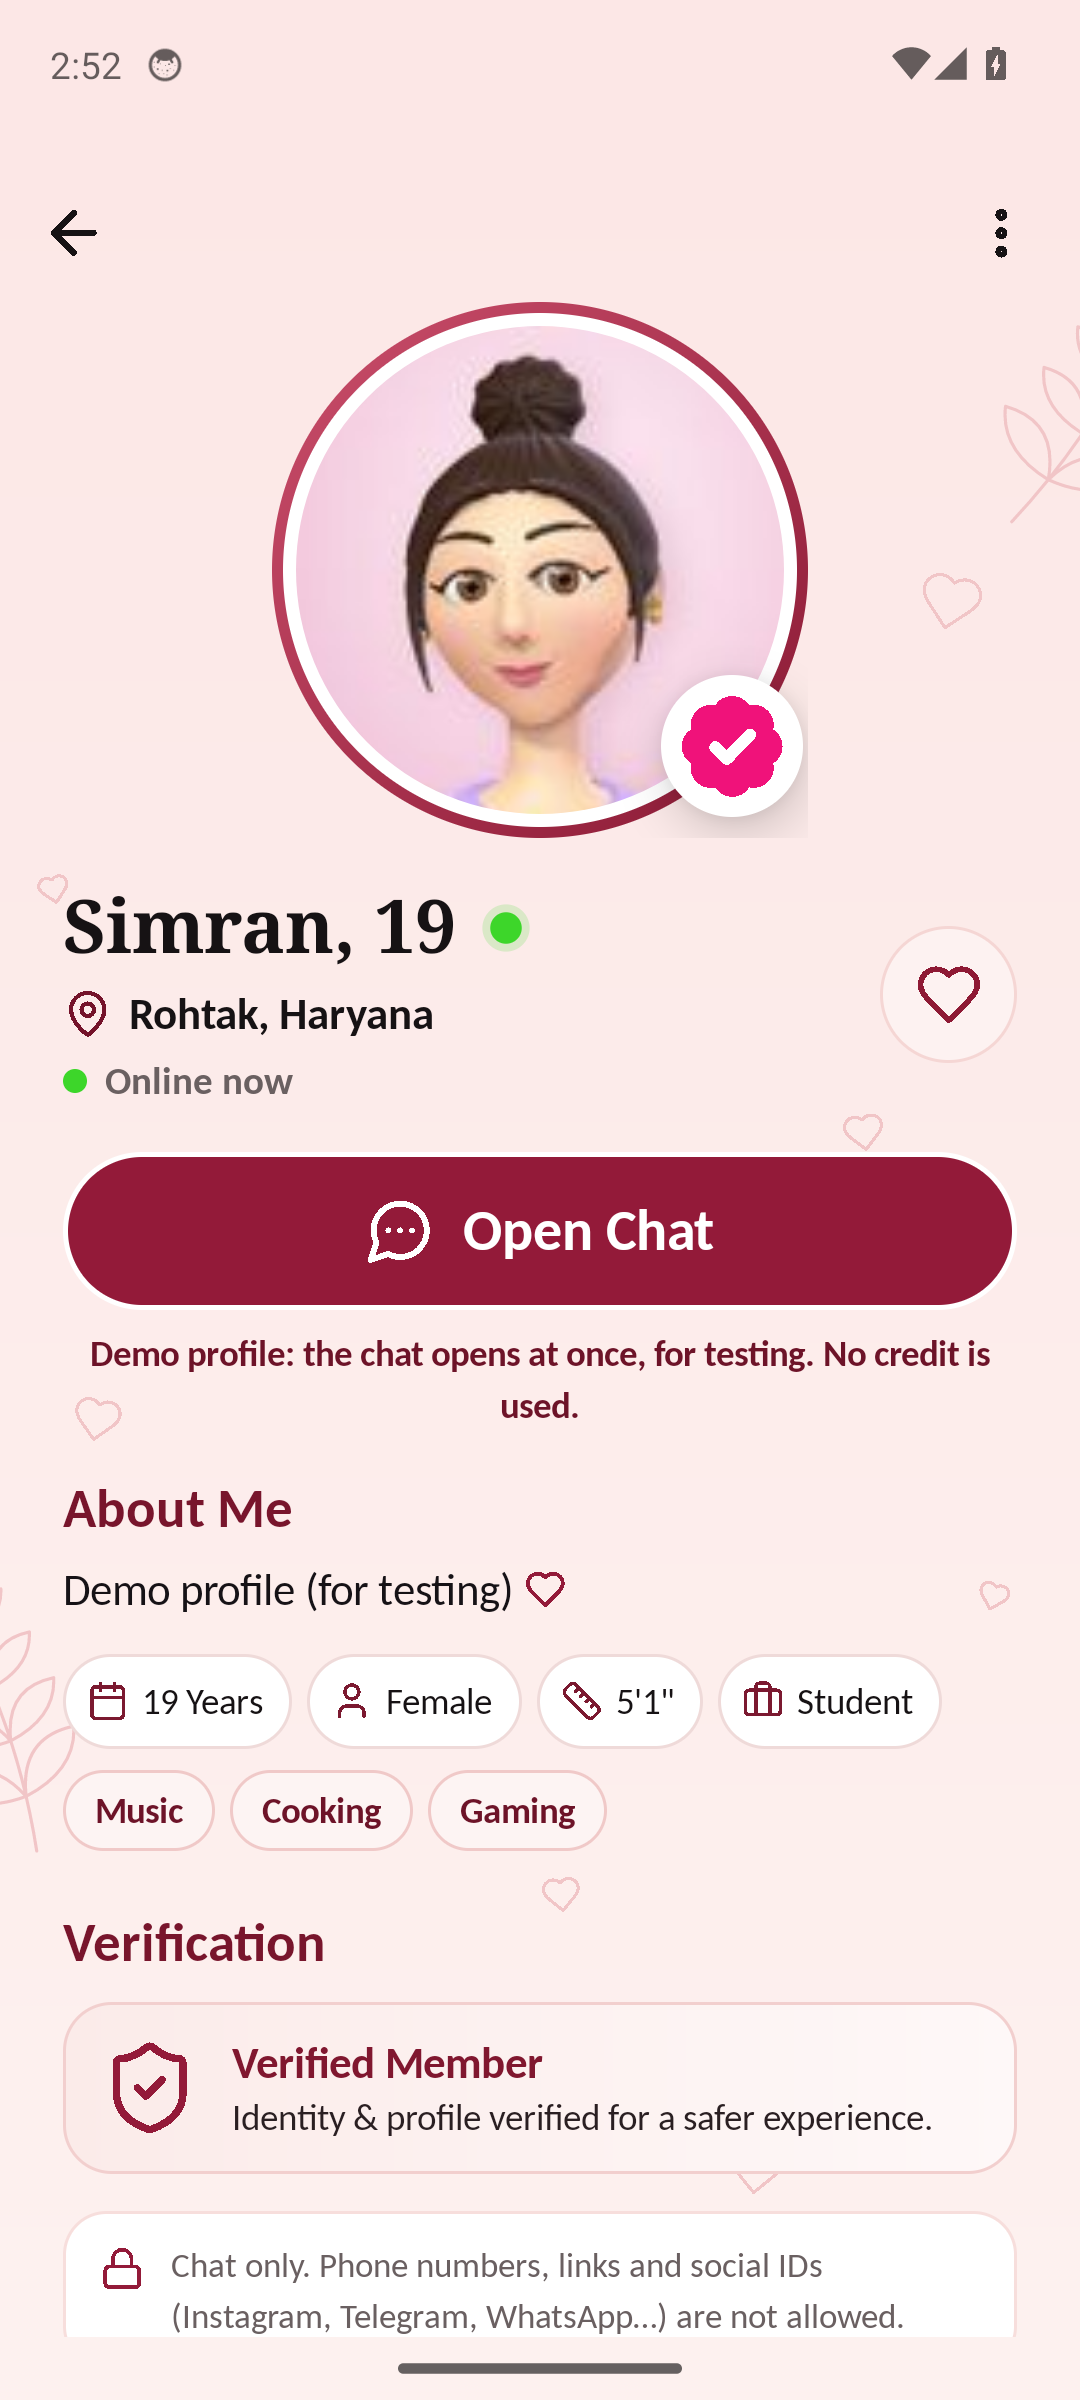 2:52
Simran, 19
Rohtak, Haryana
Online now
Open Chat
Demo profile: the chat opens at once, for testing. No credit is
used.
About Me
Demo profile (for testing)
19 Years
Female
5'1"
Student
Music
Cooking
Gaming
Verification
Verified Member
Identity & profile verified for a safer experience.
Chat only. Phone numbers, links and social IDs
(Instagram, Telegram, WhatsApp...) are not allowed.